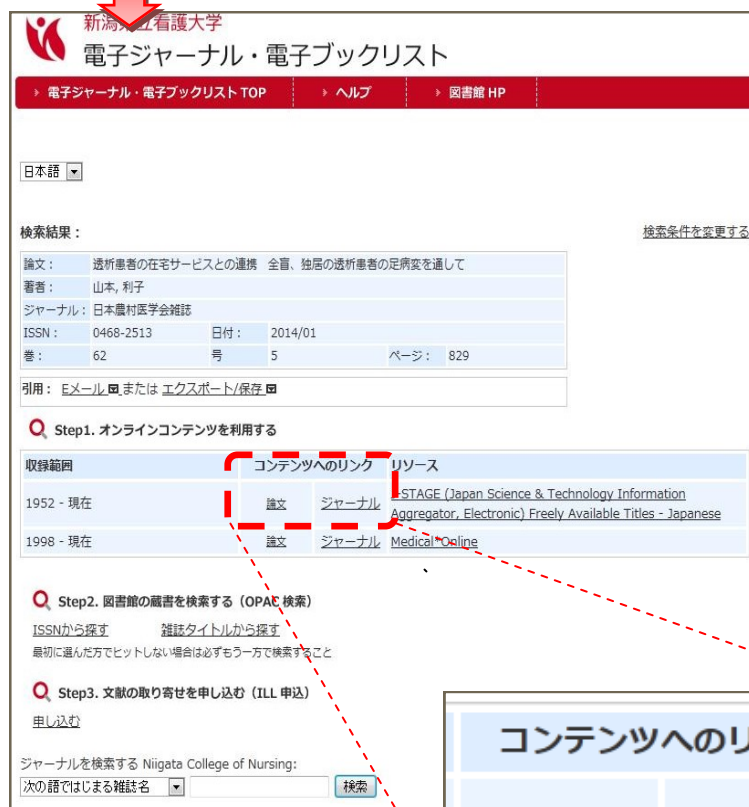 新潟県立看護大学
電子ジャーナル・電子ブックリスト
電子ジャーナル・電子ブックリスト TOP ヘルプ 図書館 HP
日本語
検索結果： 検索条件を変更する
論文： 透析患者の在宅サービスとの連携 全盲、独居の透析患者の足病変を通して
著者： 山本, 利子
ジャーナル： 日本農村医学会雑誌
ISSN： 0468-2513 日付： 2014/01
巻： 62 号 5 ページ： 829
引用： Eメール または エクスポート/保存
Step1. オンラインコンテンツを利用する
収録範囲 コンテンツへのリンク リソース
1952 - 現在 論文 ジャーナル J-STAGE (Japan Science & Technology Information
Aggregator, Electronic) Freely Available Titles - Japanese
1998 - 現在 論文 ジャーナル Medical*Online
Step2. 図書館の蔵書を検索する（OPAC 検索）
ISSNから探す 雑誌タイトルから探す
最初に選んだ方でヒットしない場合は必ずもう一方で検索すること
Step3. 文献の取り寄せを申し込む（ILL 申込）
申し込む
コンテンツへのリ
ジャーナルを検索する Niigata College of Nursing:
次の語ではじまる雑誌名 検索